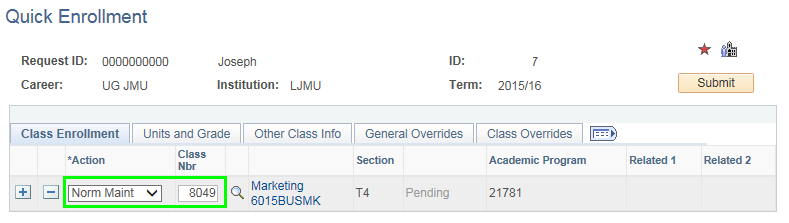 Quick Enrollment
Request ID: 0000000000 Joseph ID: 7
Career: UG JMU Institution: LJMU Term: 2015/16
Submit
Class Enrollment Units and Grade Other Class Info General Overrides Class Overrides
*Action Class Nbr Section Academic Program Related 1 Related 2
Norm Maint 8049 Marketing 6015BUSMK T4 Pending 21781